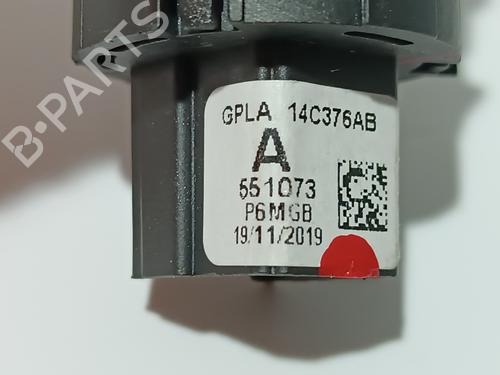 B-PARTS
GPLA 14C376AB
A
551073
P6MGB
19/11/2019